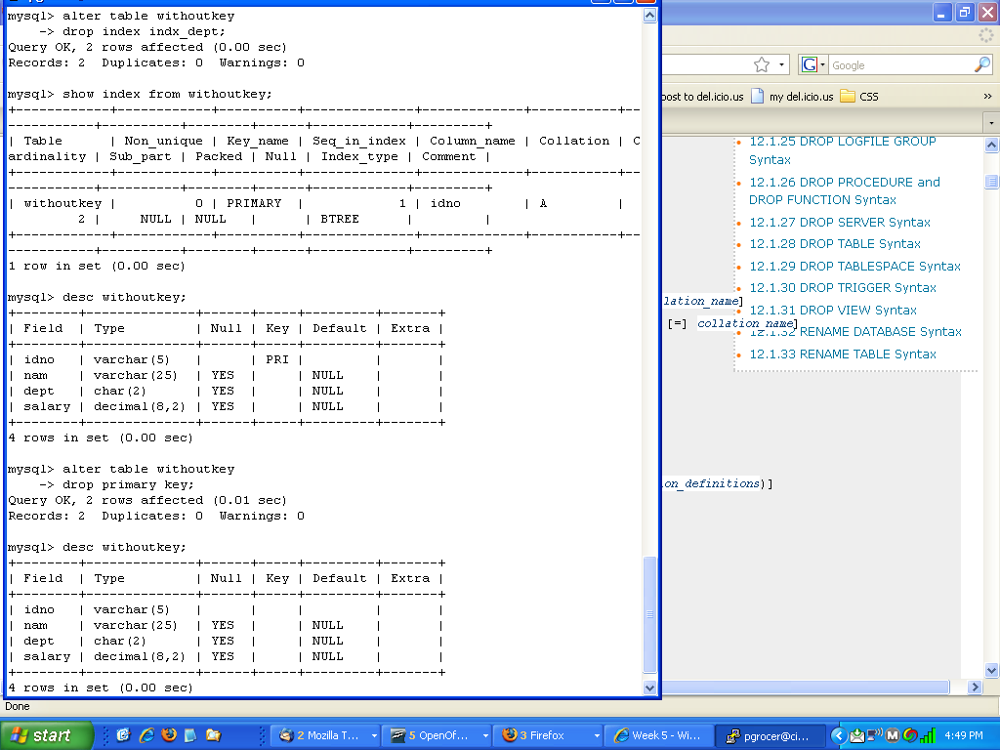 mysql> alter table withoutkey
    -> drop index indx_dept;
Query OK, 2 rows affected (0.00 sec)
Records: 2  Duplicates: 0  Warnings: 0
mysql> show index from withoutkey;
+------------+------------+----------+--------------+-------------+-----------+--
-----------+----------+--------+------+------------+---------+
| Table      | Non_unique | Key_name | Seq_in_index | Column_name | Collation | C
ardinality | Sub_part | Packed | Null | Index_type | Comment |
+------------+------------+----------+--------------+-------------+-----------+--
-----------+----------+--------+------+------------+---------+
| withoutkey |          0 | PRIMARY  |            1 | idno        | A         |
         2 |     NULL | NULL   |      | BTREE      |         |
+------------+------------+----------+--------------+-------------+-----------+--
-----------+----------+--------+------+------------+---------+
1 row in set (0.00 sec)
mysql> desc withoutkey;
+--------+--------------+------+-----+---------+-------+
| Field  | Type         | Null | Key | Default | Extra |
+--------+--------------+------+-----+---------+-------+
| idno   | varchar(5)   |      | PRI |         |       |
| nam    | varchar(25)  | YES  |     | NULL    |       |
| dept   | char(2)      | YES  |     | NULL    |       |
| salary | decimal(8,2) | YES  |     | NULL    |       |
+--------+--------------+------+-----+---------+-------+
4 rows in set (0.00 sec)
mysql> alter table withoutkey
    -> drop primary key;
Query OK, 2 rows affected (0.01 sec)
Records: 2  Duplicates: 0  Warnings: 0
mysql> desc withoutkey;
+--------+--------------+------+-----+---------+-------+
| Field  | Type         | Null | Key | Default | Extra |
+--------+--------------+------+-----+---------+-------+
| idno   | varchar(5)   |      |     |         |       |
| nam    | varchar(25)  | YES  |     | NULL    |       |
| dept   | char(2)      | YES  |     | NULL    |       |
| salary | decimal(8,2) | YES  |     | NULL    |       |
+--------+--------------+------+-----+---------+-------+
4 rows in set (0.00 sec)
G Google
post to del.icio.us my del.icio.us CSS »
12.1.25 DROP LOGFILE GROUP
Syntax
12.1.26 DROP PROCEDURE and
DROP FUNCTION Syntax
12.1.27 DROP SERVER Syntax
12.1.28 DROP TABLE Syntax
12.1.29 DROP TABLESPACE Syntax
12.1.30 DROP TRIGGER Syntax
lation_name]
12.1.31 DROP VIEW Syntax
[=] collation_name]
12.1.32 RENAME DATABASE Syntax
12.1.33 RENAME TABLE Syntax
ion_definitions)]
Done
start 2 Mozilla T... 5 OpenOf... 3 Firefox Week 5 - Wi... pgrocer@ci... M 4:49 PM